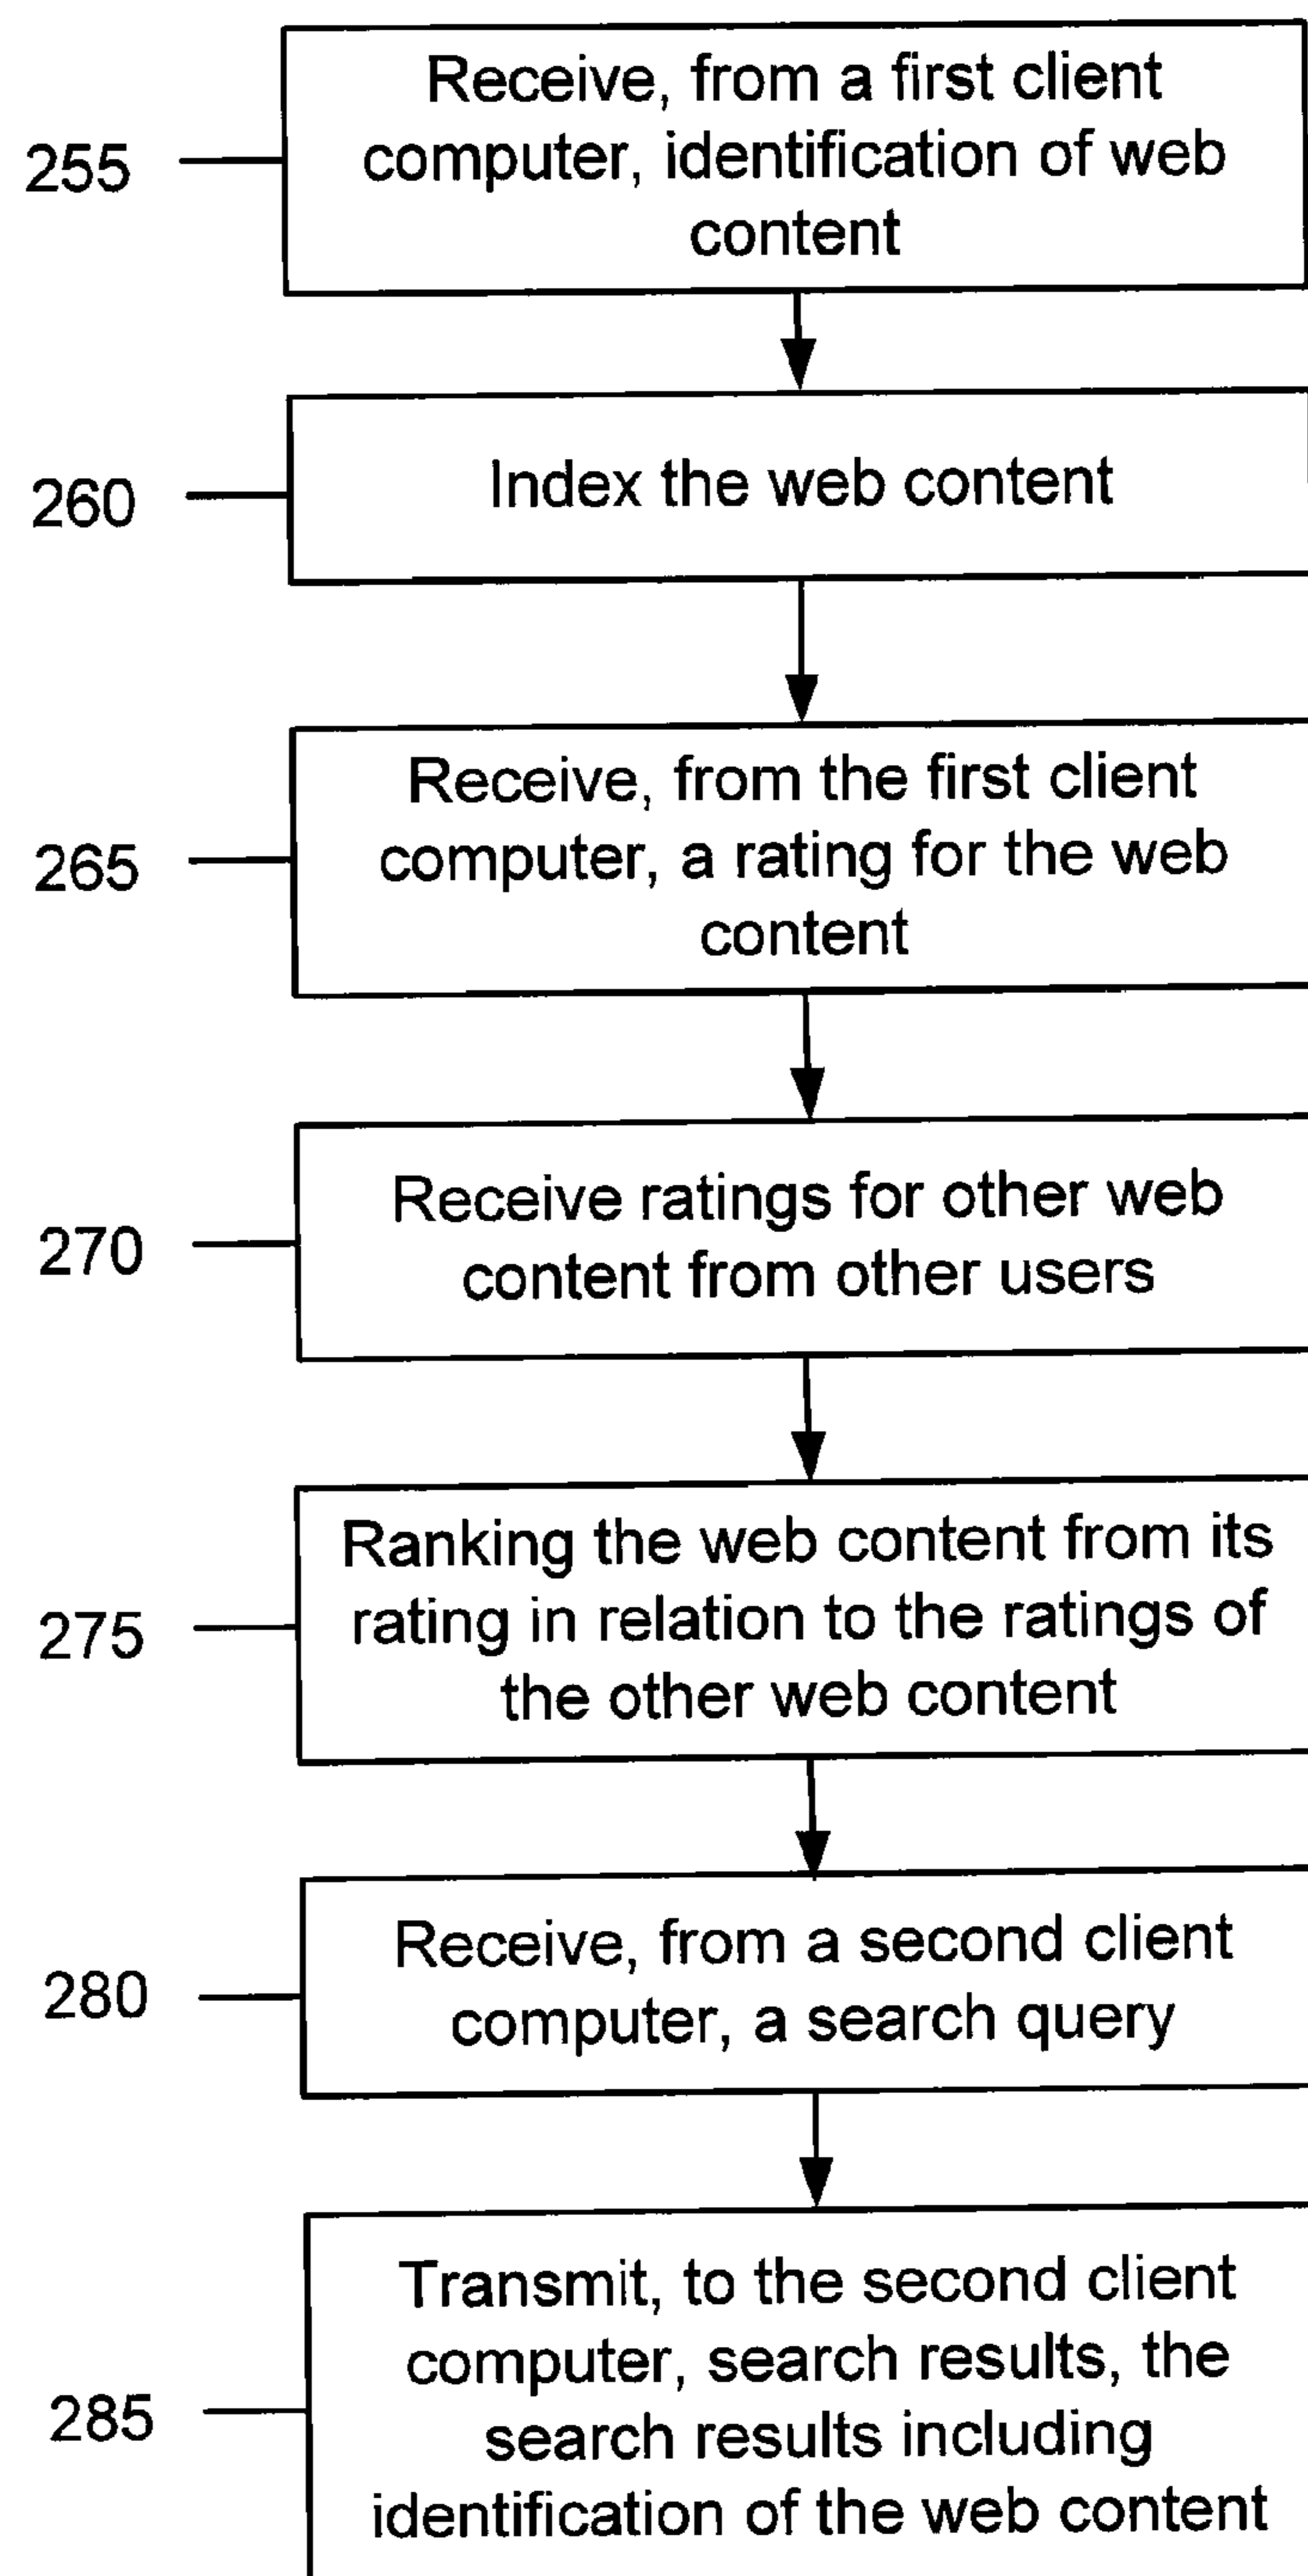 Receive, from a first client
computer, identification of web
content
255
Index the web content
260
Receive, from the first client
computer, a rating for the web
content
265
Receive ratings for other web
content from other users
270
Ranking the web content from its
rating in relation to the ratings of
the other web content
275
Receive, from a second client
computer, a search query
280
Transmit, to the second client
computer, search results, the
search results including
identification of the web content
285